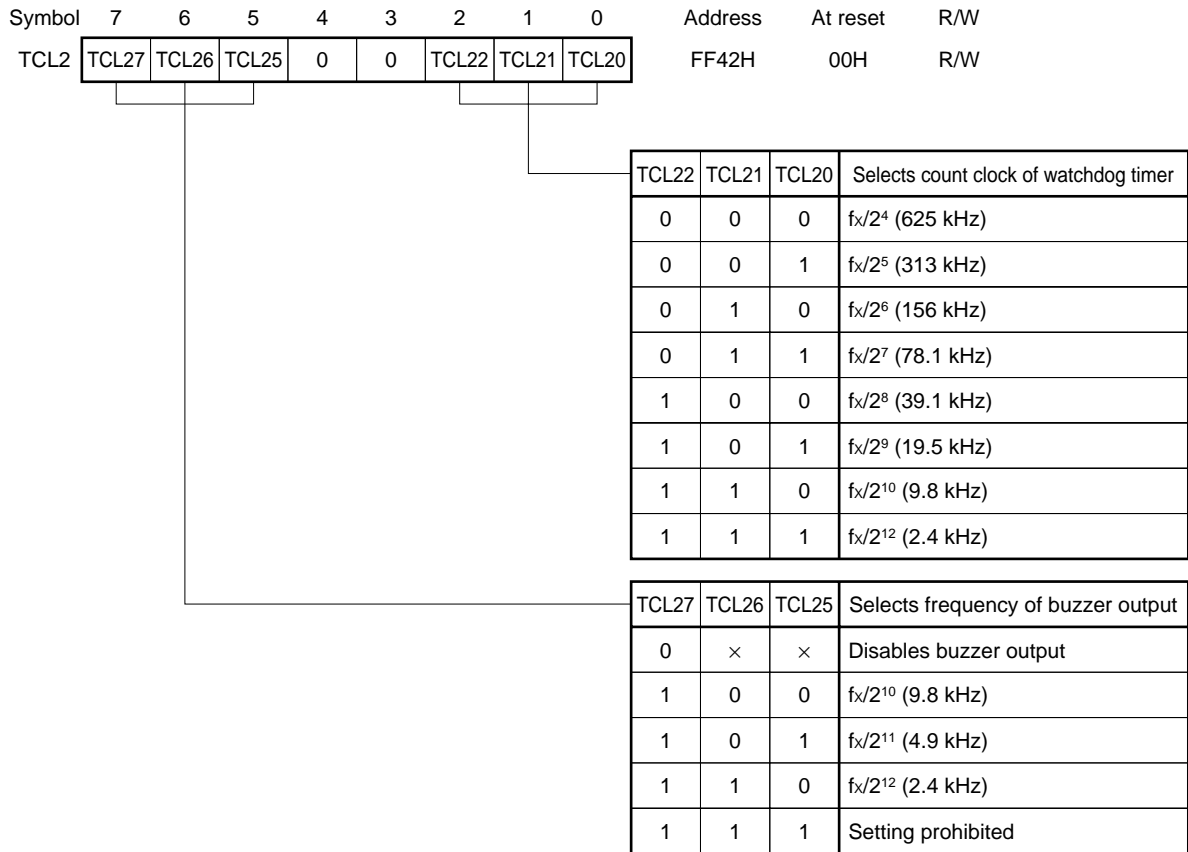 Symbol 7 6 5 4 3 2 1 0 Address At reset R/W
TCL2 TCL27 TCL26 TCL25 0 0 TCL22 TCL21 TCL20 FF42H 00H R/W
TCL22 TCL21 TCL20 Selects count clock of watchdog timer
0 0 0 fx/2⁴ (625 kHz)
0 0 1 fx/2⁵ (313 kHz)
0 1 0 fx/2⁶ (156 kHz)
0 1 1 fx/2⁷ (78.1 kHz)
1 0 0 fx/2⁸ (39.1 kHz)
1 0 1 fx/2⁹ (19.5 kHz)
1 1 0 fx/2¹⁰ (9.8 kHz)
1 1 1 fx/2¹² (2.4 kHz)
TCL27 TCL26 TCL25 Selects frequency of buzzer output
0 × × Disables buzzer output
1 0 0 fx/2¹⁰ (9.8 kHz)
1 0 1 fx/2¹¹ (4.9 kHz)
1 1 0 fx/2¹² (2.4 kHz)
1 1 1 Setting prohibited